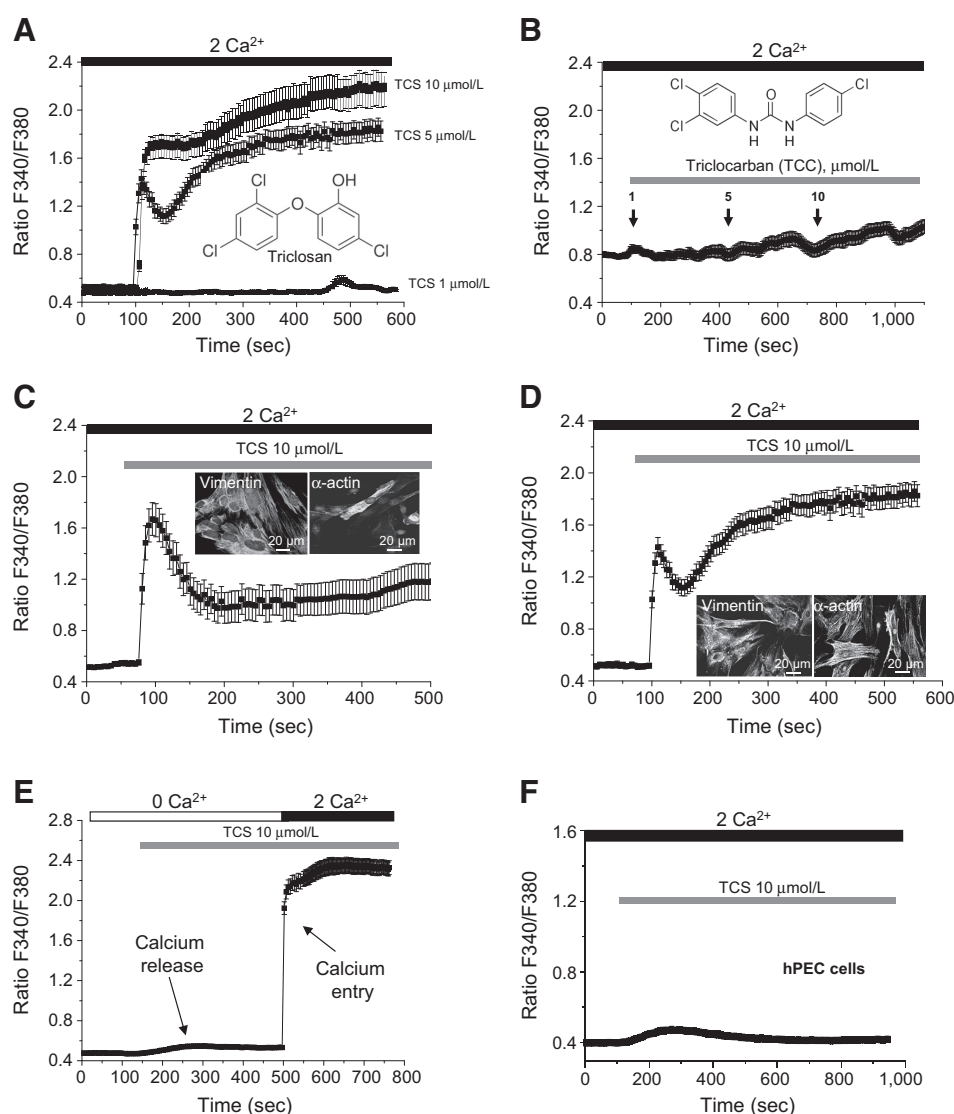 A
2 Ca²⁺
2.4
2.0
1.6
1.2
0.8
0.4
Ratio F340/F380
TCS 10 μmol/L
TCS 5 μmol/L
TCS 1 μmol/L
Cl
OH
O
Cl
Cl
Triclosan
0 100 200 300 400 500 600
Time (sec)
B
2 Ca²⁺
2.4
2.0
1.6
1.2
0.8
0.4
Ratio F340/F380
Cl
Cl
O
Cl
N
H
N
H
Triclocarban (TCC), μmol/L
1 5 10
0 200 400 600 800 1,000
Time (sec)
C
2 Ca²⁺
TCS 10 μmol/L
2.4
2.0
1.6
1.2
0.8
0.4
Ratio F340/F380
Vimentin
20 μm
α-actin
20 μm
0 100 200 300 400 500
Time (sec)
D
2 Ca²⁺
TCS 10 μmol/L
2.4
2.0
1.6
1.2
0.8
0.4
Ratio F340/F380
Vimentin
20 μm
α-actin
20 μm
0 100 200 300 400 500 600
Time (sec)
E
0 Ca²⁺ 2 Ca²⁺
TCS 10 μmol/L
2.8
2.4
2.0
1.6
1.2
0.8
0.4
Ratio F340/F380
Calcium
release
Calcium
entry
0 100 200 300 400 500 600 700 800
Time (sec)
F
2 Ca²⁺
TCS 10 μmol/L
1.6
1.2
0.8
0.4
Ratio F340/F380
hPEC cells
0 200 400 600 800 1,000
Time (sec)